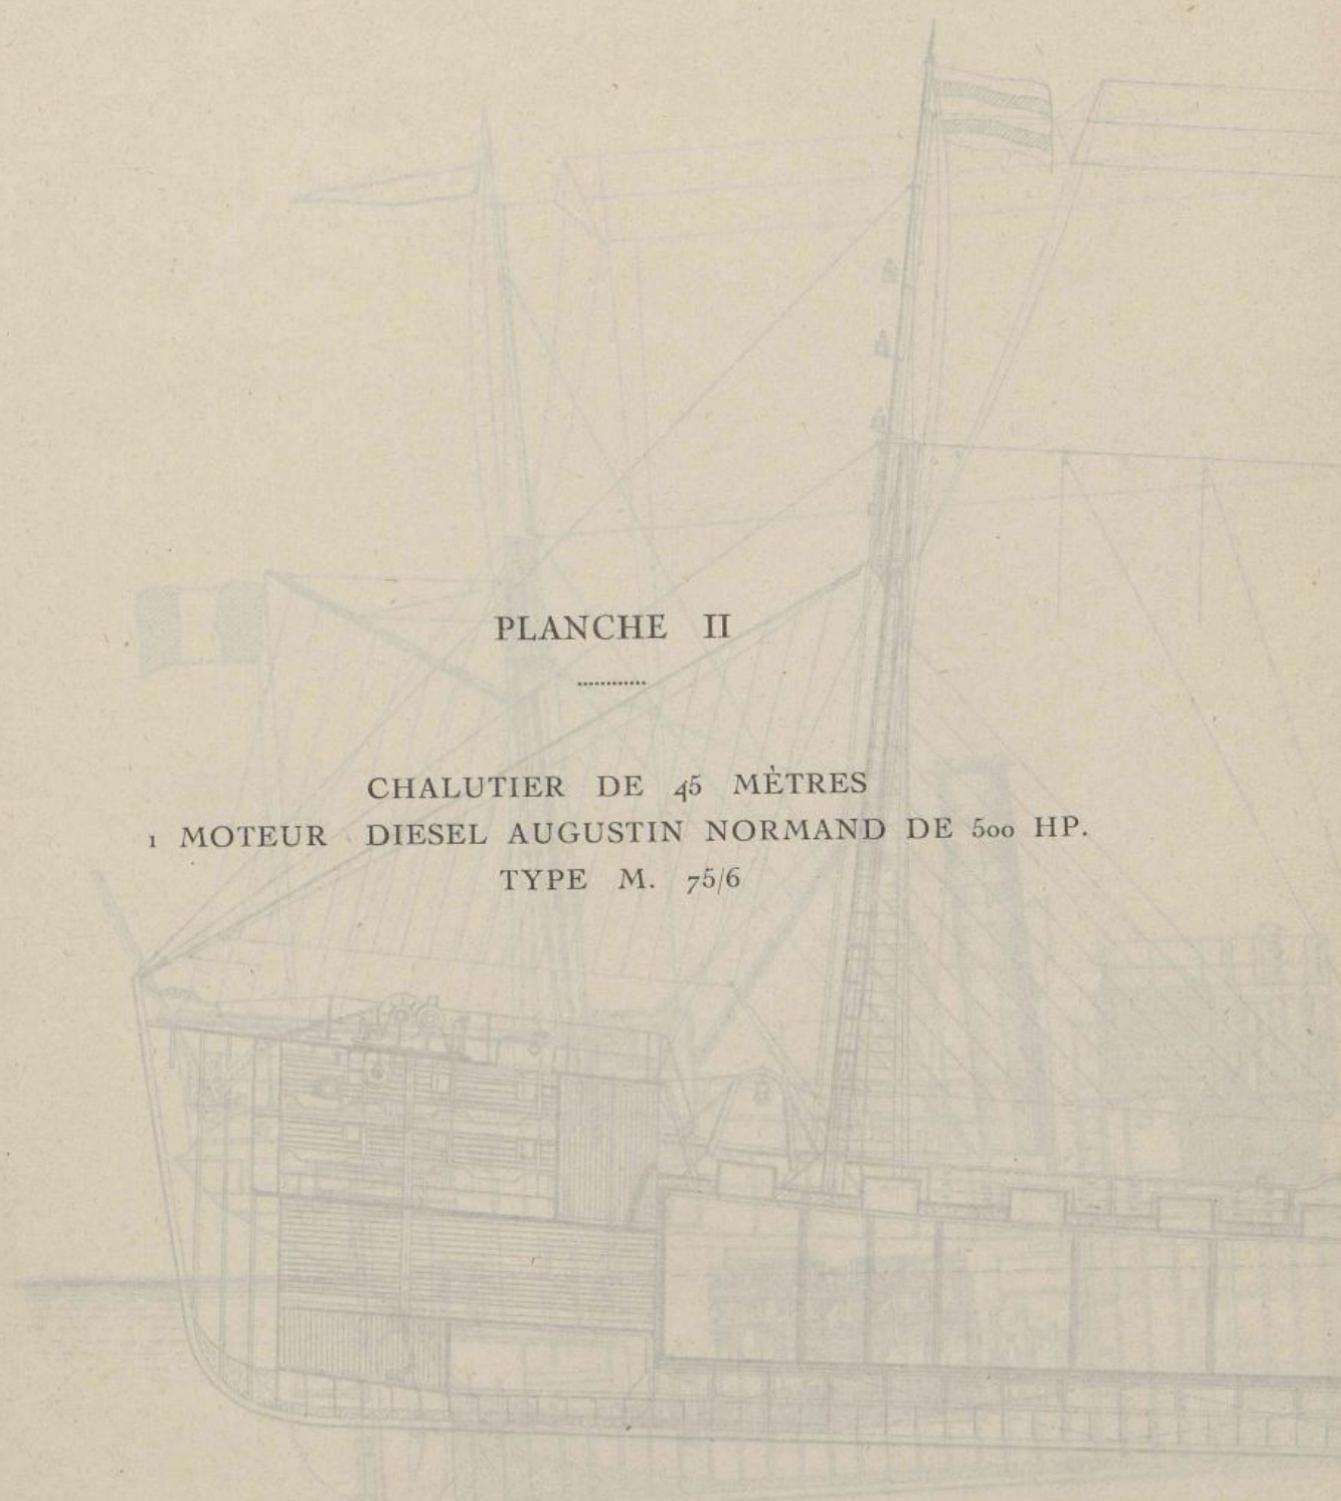 PLANCHE II
CHALUTIER DE 45 MÈTRES
1 MOTEUR DIESEL AUGUSTIN NORMAND DE 500 HP.
TYPE M. 75/6